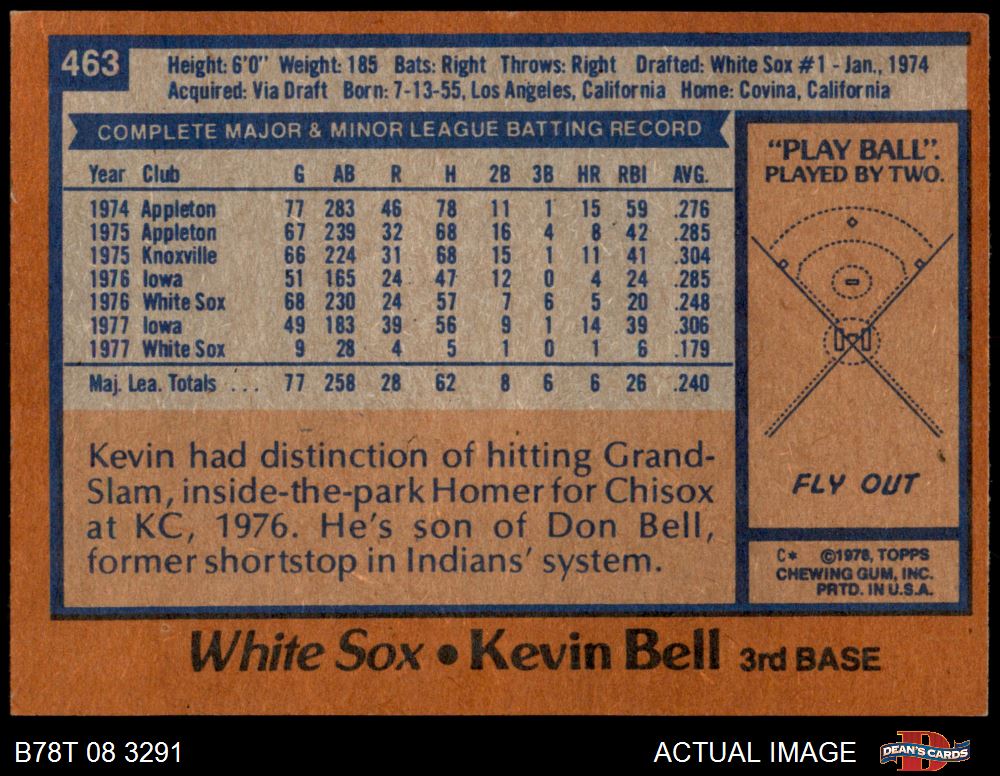 463
Height: 6'0" Weight: 185 Bats: Right Throws: Right Drafted: White Sox #1 - Jan., 1974
Acquired: Via Draft Born: 7-13-55, Los Angeles, California Home: Covina, California
COMPLETE MAJOR & MINOR LEAGUE BATTING RECORD
Year Club G AB R H 2B 3B HR RBI AVG.
1974 Appleton 77 283 46 78 11 1 15 59 .276
1975 Appleton 67 239 32 68 16 4 8 42 .285
1975 Knoxville 66 224 31 68 15 1 11 41 .304
1976 Iowa 51 165 24 47 12 0 4 24 .285
1976 White Sox 68 230 24 57 7 6 5 20 .248
1977 Iowa 49 183 39 56 9 1 14 39 .306
1977 White Sox 9 28 4 5 1 0 1 6 .179
Maj. Lea. Totals ... 77 258 28 62 8 6 6 26 .240
Kevin had distinction of hitting Grand-
Slam, inside-the-park Homer for Chisox
at KC, 1976. He's son of Don Bell,
former shortstop in Indians' system.
"PLAY BALL".
PLAYED BY TWO.
FLY OUT
C* ©1978, TOPPS
CHEWING GUM, INC.
PRTD. IN U.S.A.
White Sox • Kevin Bell 3rd BASE
B78T 08 3291
ACTUAL IMAGE
DEAN'S CARDS